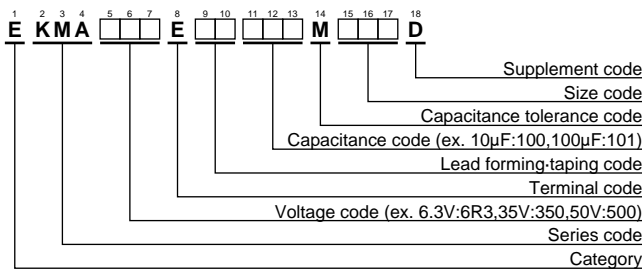 1 2 3 4 5 6 7 8 9 10 11 12 13 14 15 16 17 18
E KMA E M D
Supplement code
Size code
Capacitance tolerance code
Capacitance code (ex. 10μF:100,100μF:101)
Lead forming·taping code
Terminal code
Voltage code (ex. 6.3V:6R3,35V:350,50V:500)
Series code
Category